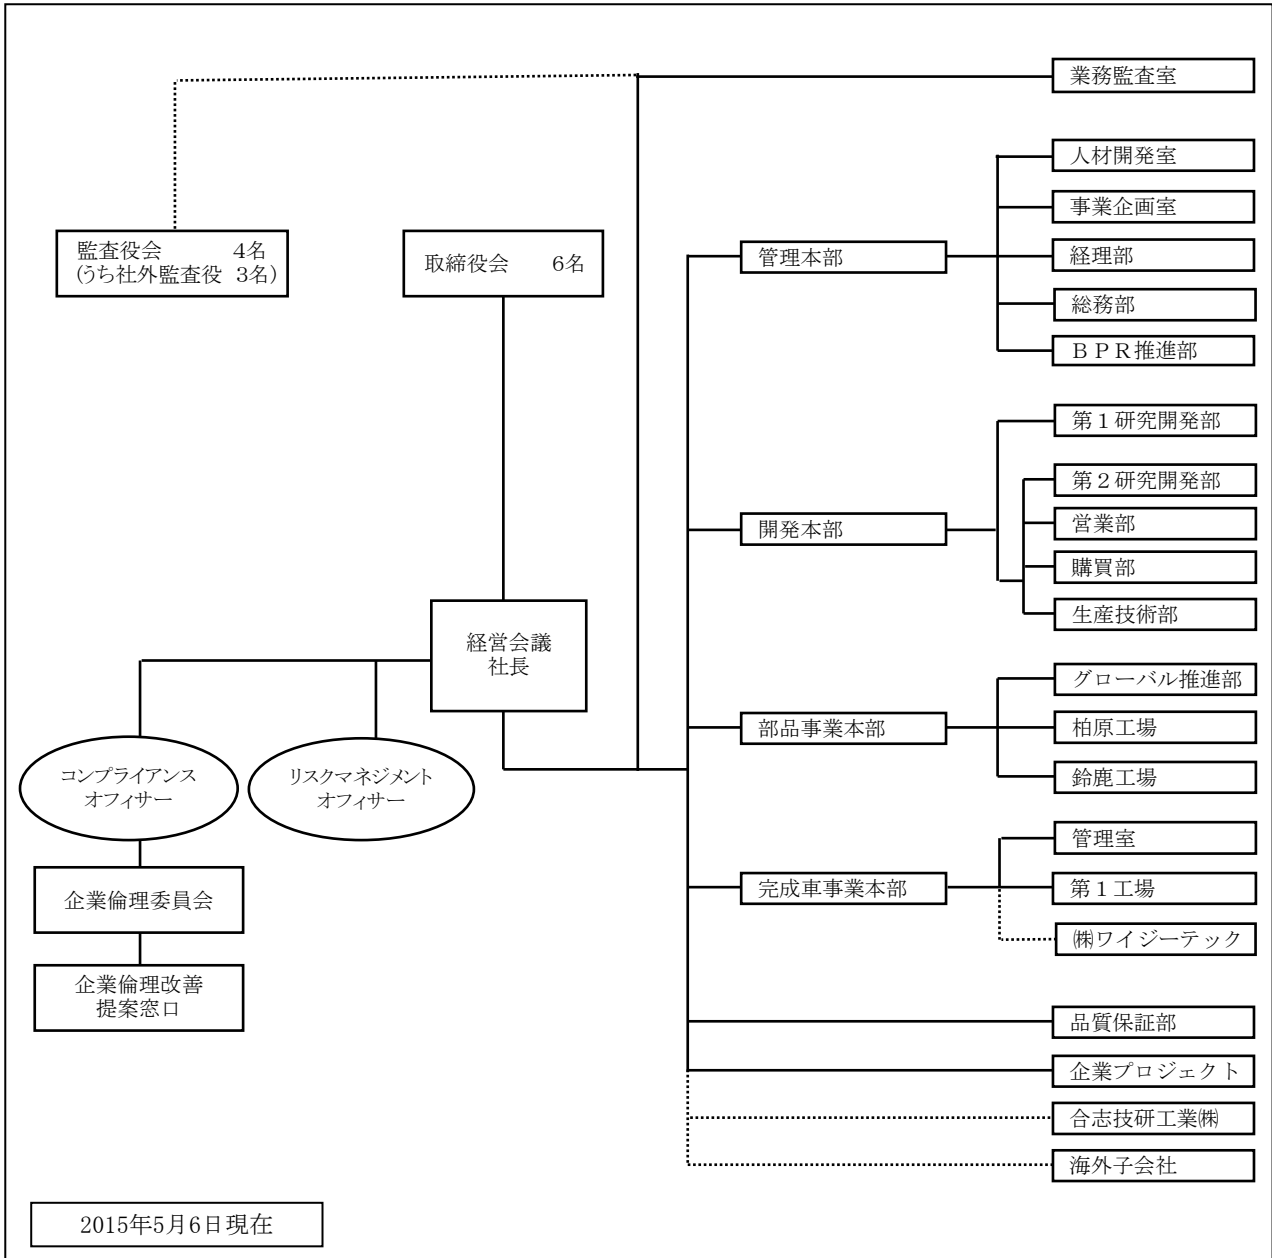 業務監査室
人材開発室
事業企画室
監査役会　　　4名
(うち社外監査役 3名)
取締役会　　6名
管理本部
経理部
総務部
ＢＰＲ推進部
第１研究開発部
第２研究開発部
営業部
開発本部
購買部
生産技術部
経営会議
社長
グローバル推進部
部品事業本部
柏原工場
鈴鹿工場
コンプライアンス
オフィサー
リスクマネジメント
オフィサー
管理室
完成車事業本部
第１工場
㈱ワイジーテック
企業倫理委員会
企業倫理改善
提案窓口
品質保証部
企業プロジェクト
合志技研工業㈱
海外子会社
2015年5月6日現在